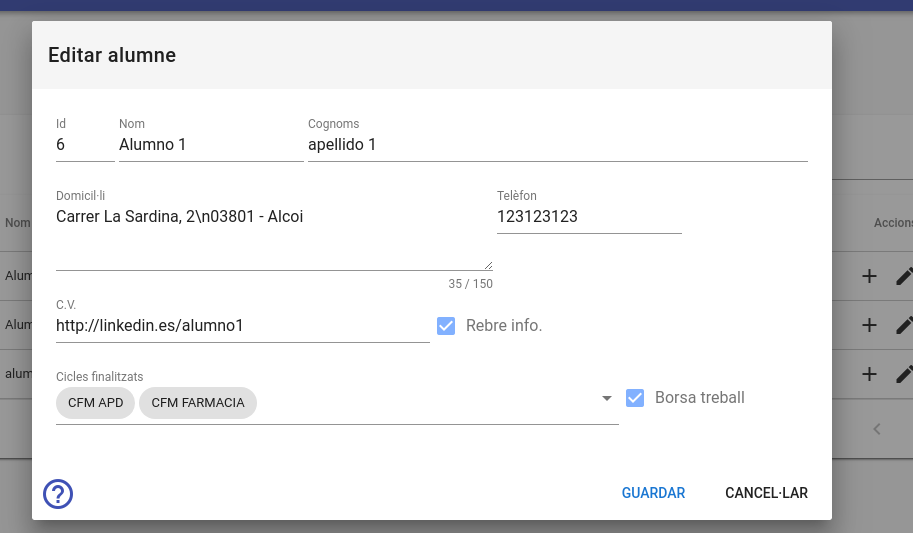 Editar alumne
Id
Nom
Cognoms
6
Alumno 1
apellido 1
Domicil·li
Telèfon
Carrer La Sardina, 2\n03801 - Alcoi
123123123
35 / 150
C.V.
http://linkedin.es/alumno1
Rebre info.
Cicles finalitzats
CFM APD
CFM FARMACIA
Borsa treball
?
GUARDAR
CANCEL·LAR
Nom
Accions
Alum
Alum
alum